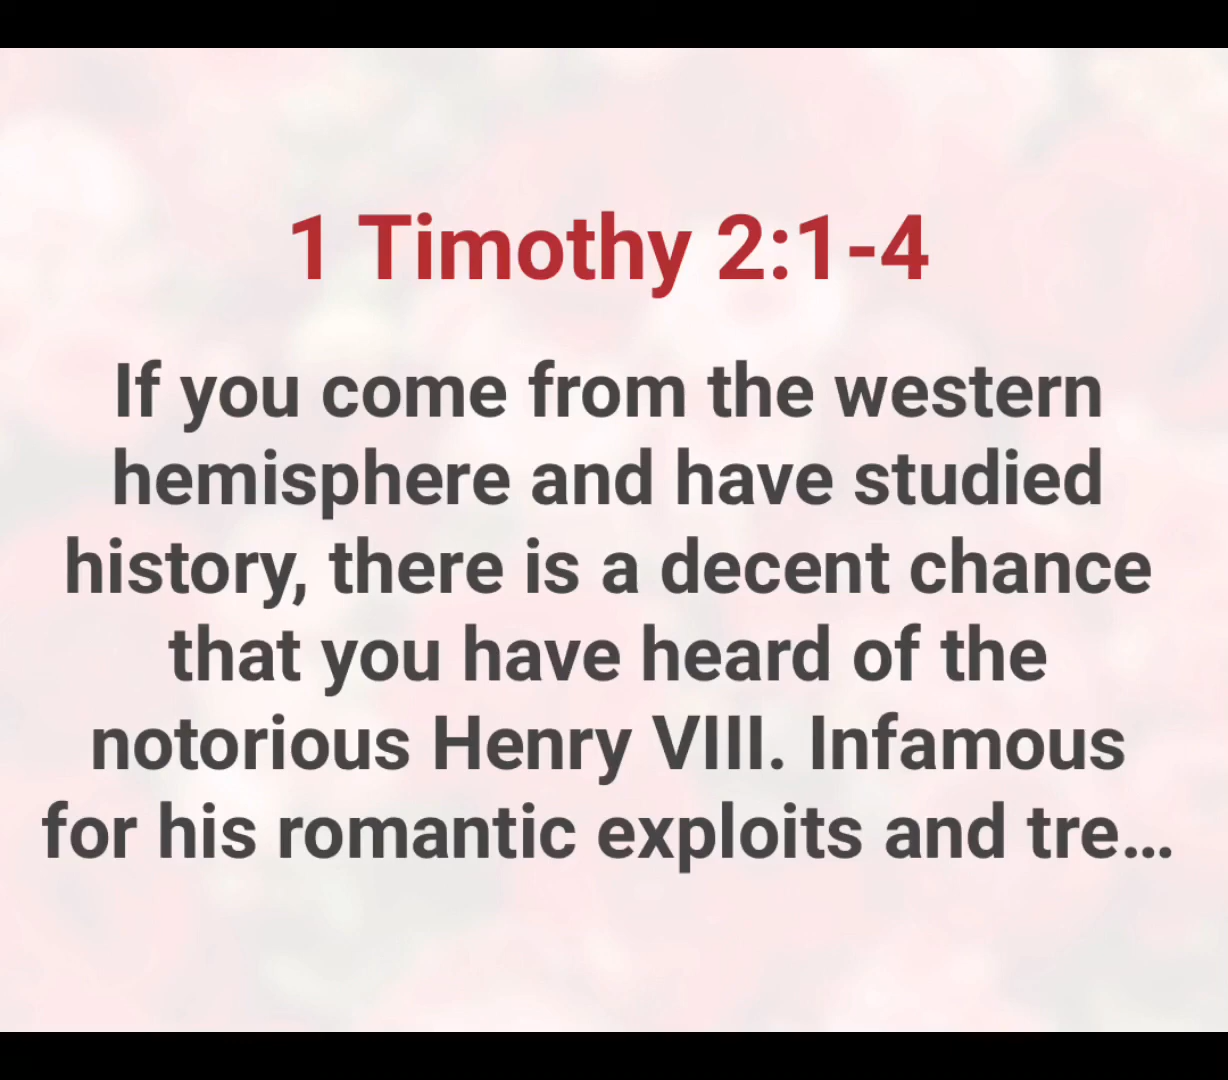 1 Timothy 2:1-4
If you come from the western
hemisphere and have studied
history, there is a decent chance
that you have heard of the
notorious Henry VIII. Infamous
for his romantic exploits and tre...